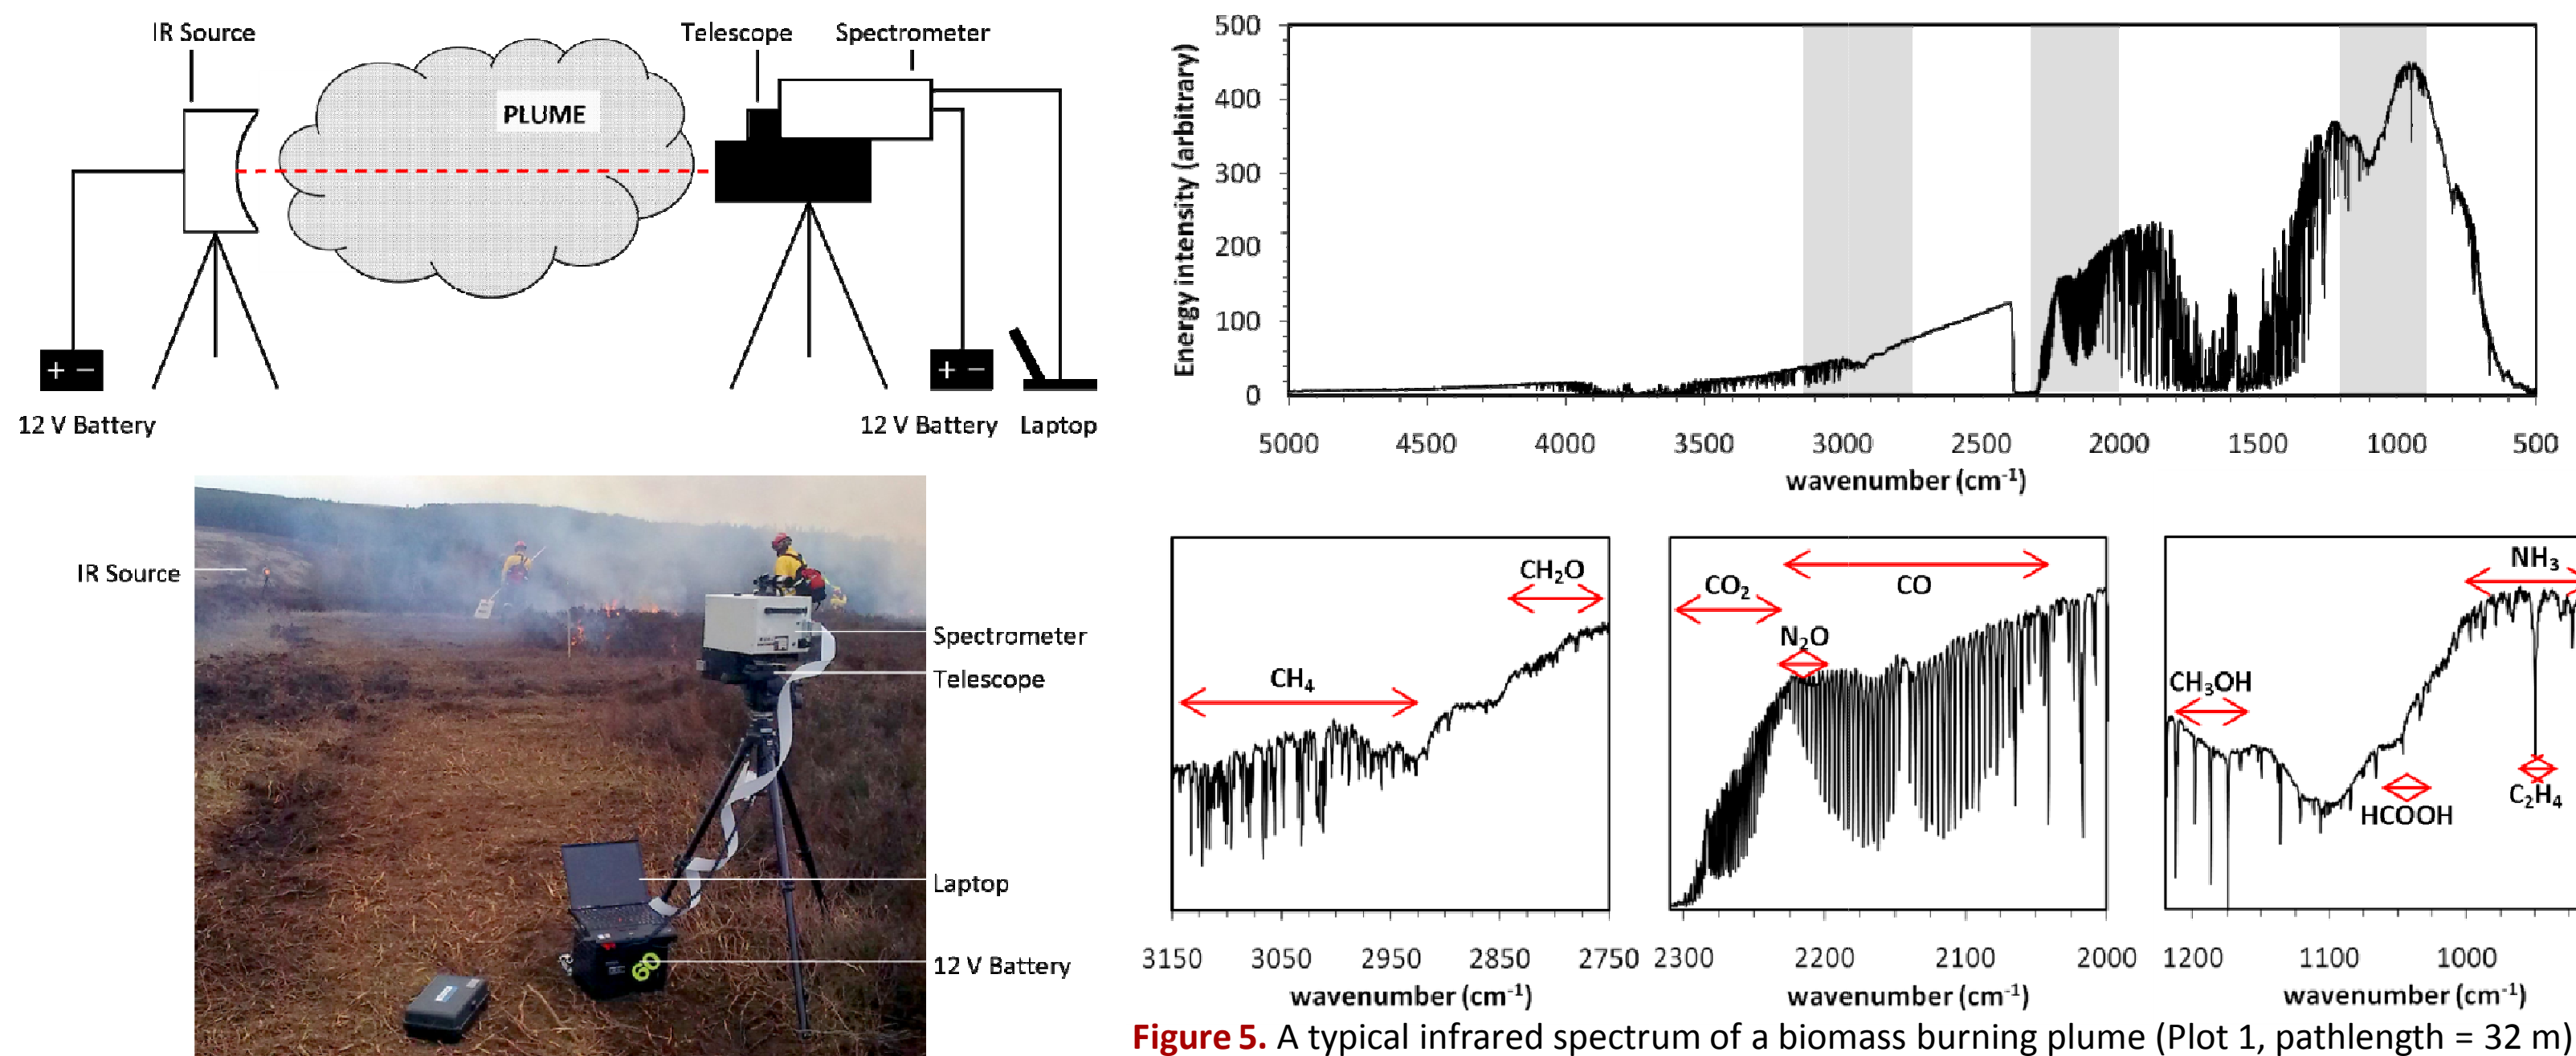 IR Source
Telescope
Spectrometer
PLUME
+ −
+ −
12 V Battery
12 V Battery
Laptop
IR Source
Spectrometer
Telescope
Laptop
12 V Battery
60
Energy intensity (arbitrary)
500
400
300
200
100
0
5000 4500 4000 3500 3000 2500 2000 1500 1000 500
wavenumber (cm⁻¹)
CH₄
CH₂O
3150 3050 2950 2850 2750
wavenumber (cm⁻¹)
CO₂
CO
N₂O
2300 2200 2100 2000
wavenumber (cm⁻¹)
NH₃
CH₃OH
HCOOH
C₂H₄
1200 1100 1000
wavenumber (cm⁻¹)
Figure 5. A typical infrared spectrum of a biomass burning plume (Plot 1, pathlength = 32 m)